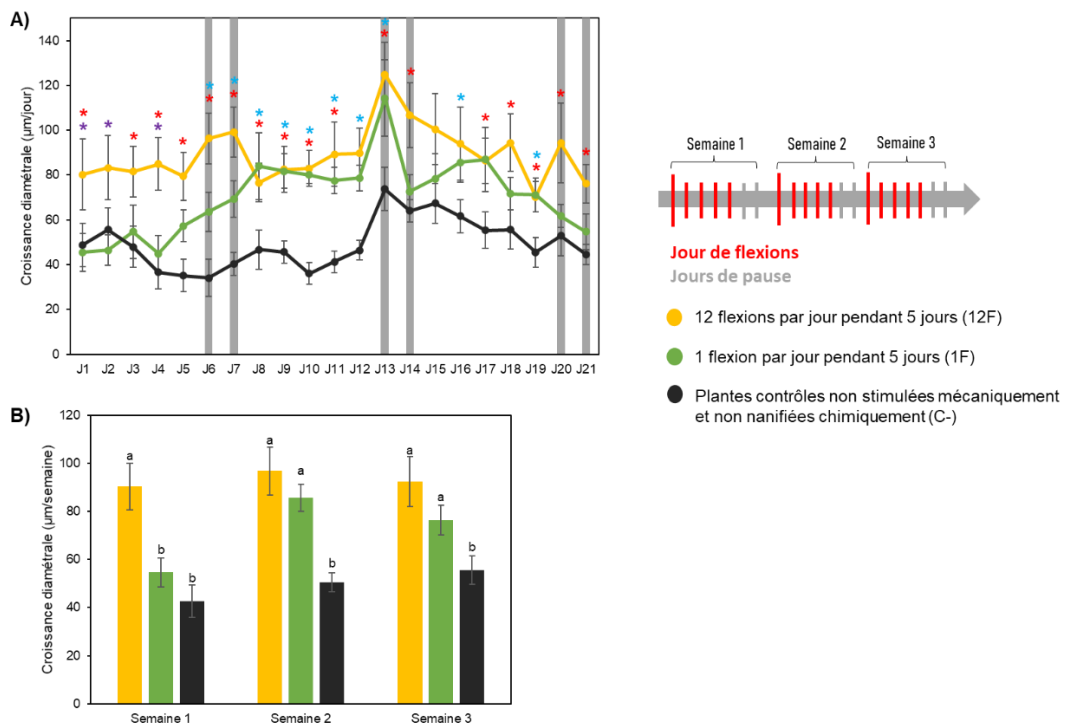 A)
Croissance diamétrale (µm/jour)
140
120
100
80
60
40
20
0
J1 J2 J3 J4 J5 J6 J7 J8 J9 J10 J11 J12 J13 J14 J15 J16 J17 J18 J19 J20 J21
* * * * * * * * * * * * * * * * * * * * * * * * * * * * *
Semaine 1 Semaine 2 Semaine 3
Jour de flexions
Jours de pause
12 flexions par jour pendant 5 jours (12F)
1 flexion par jour pendant 5 jours (1F)
Plantes contrôles non stimulées mécaniquement
et non nanifiées chimiquement (C-)
B)
Croissance diamétrale (µm/semaine)
120
100
80
60
40
20
0
a b b a a b a a b
Semaine 1 Semaine 2 Semaine 3